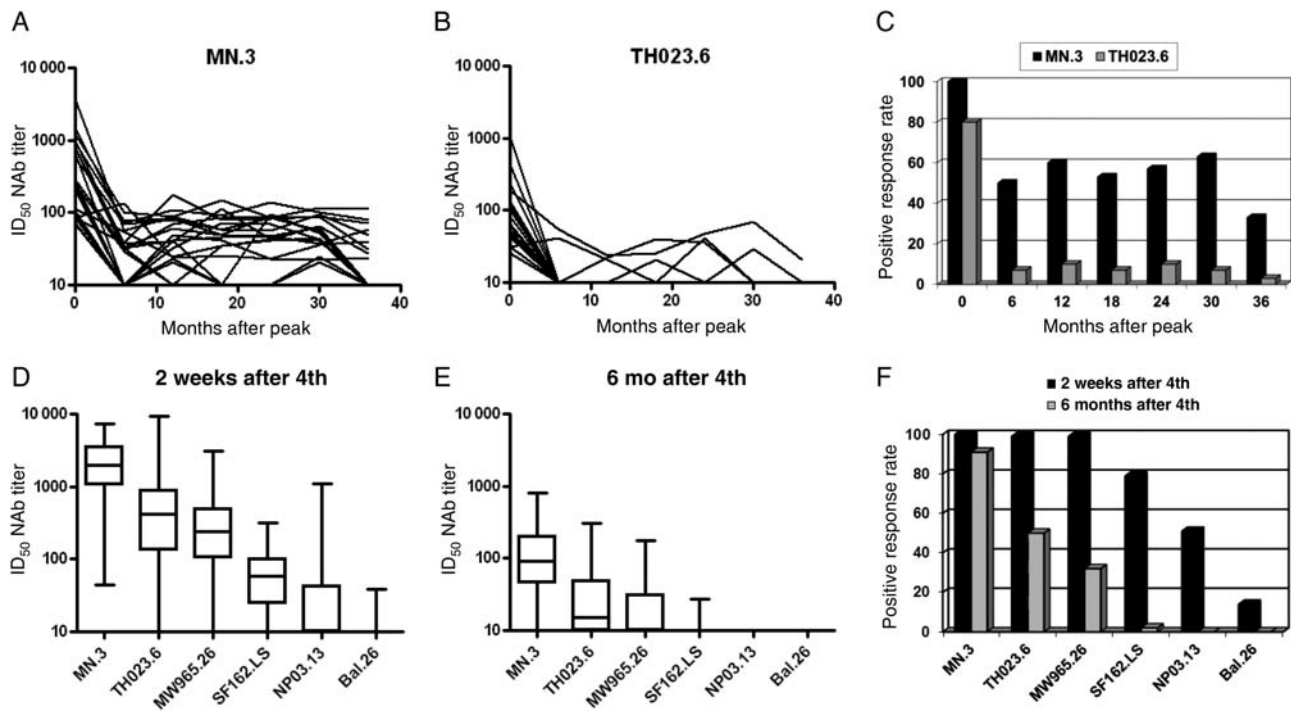 A
MN.3
ID50 NAb titer
10 000
1000
100
10
0 10 20 30 40
Months after peak
B
TH023.6
ID50 NAb titer
10 000
1000
100
10
0 10 20 30 40
Months after peak
C
MN.3 TH023.6
Positive response rate
100
80
60
40
20
0
0 6 12 18 24 30 36
Months after peak
D
2 weeks after 4th
ID50 NAb titer
10 000
1000
100
10
MN.3 TH023.6 MW965.26 SF162.LS NP03.13 Bal.26
E
6 mo after 4th
ID50 NAb titer
10 000
1000
100
10
MN.3 TH023.6 MW965.26 SF162.LS NP03.13 Bal.26
F
2 weeks after 4th
6 months after 4th
Positive response rate
100
80
60
40
20
0
MN.3 TH023.6 MW965.26 SF162.LS NP03.13 Bal.26